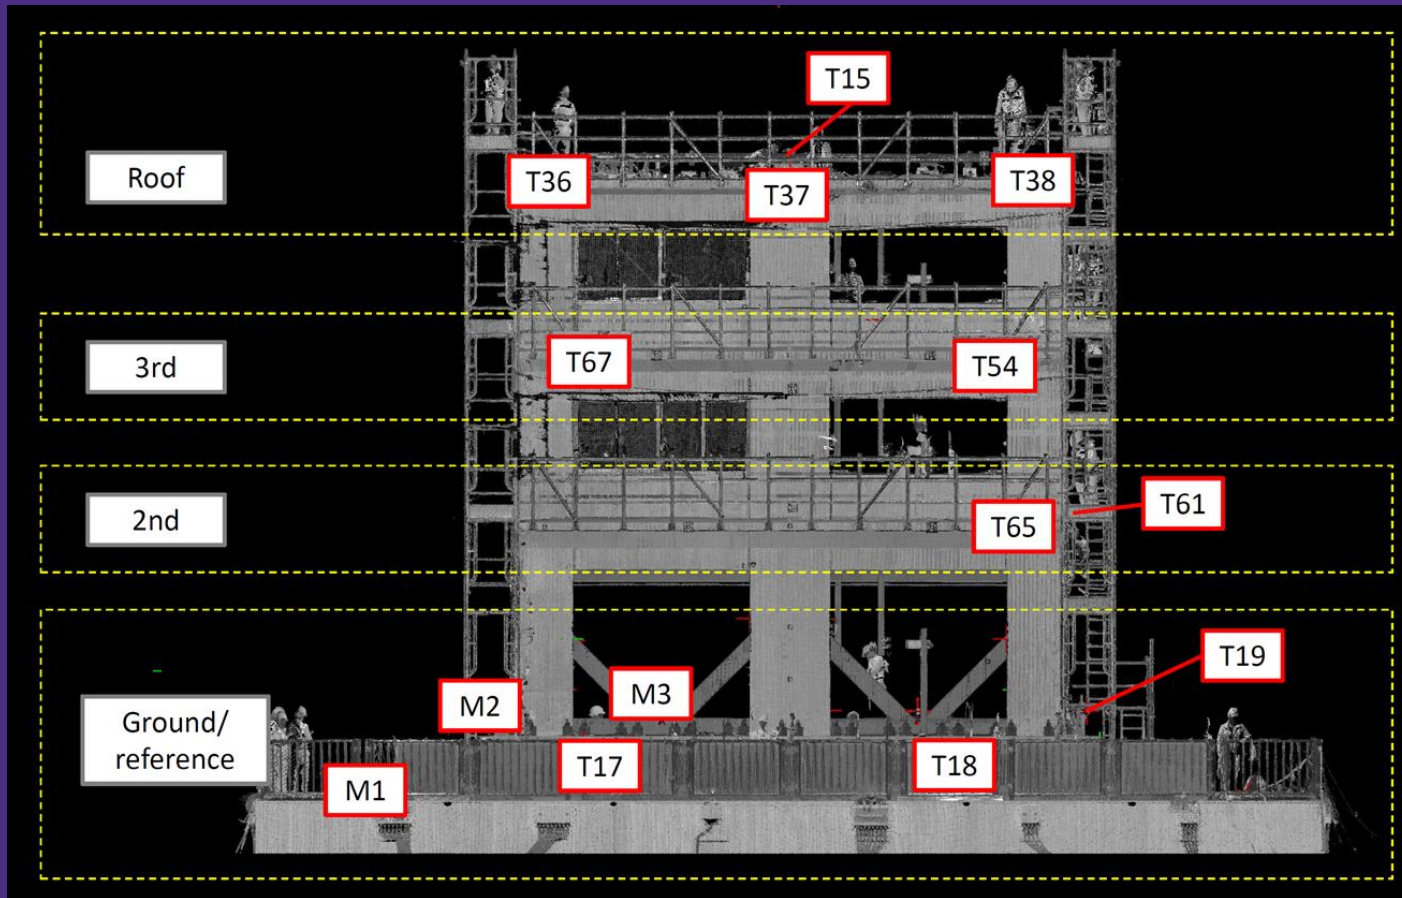 T15
Roof
T36
T37
T38
3rd
T67
T54
2nd
T65
T61
Ground/
reference
M2
M3
T19
M1
T17
T18